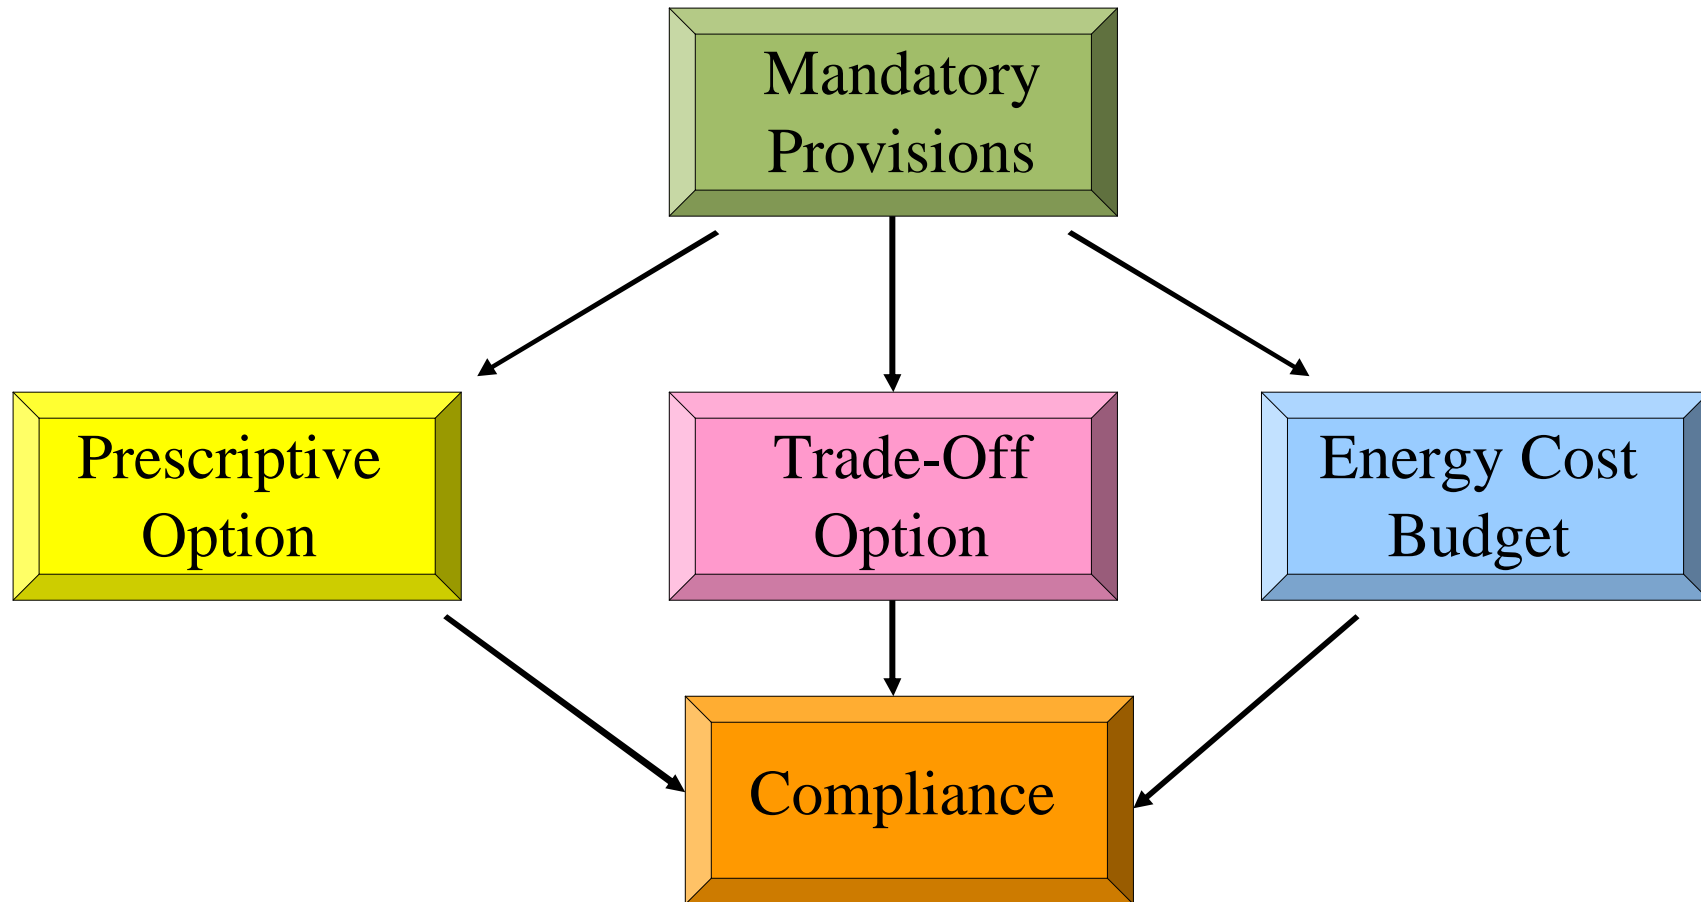 Mandatory
Provisions
Prescriptive
Option
Trade-Off
Option
Energy Cost
Budget
Compliance